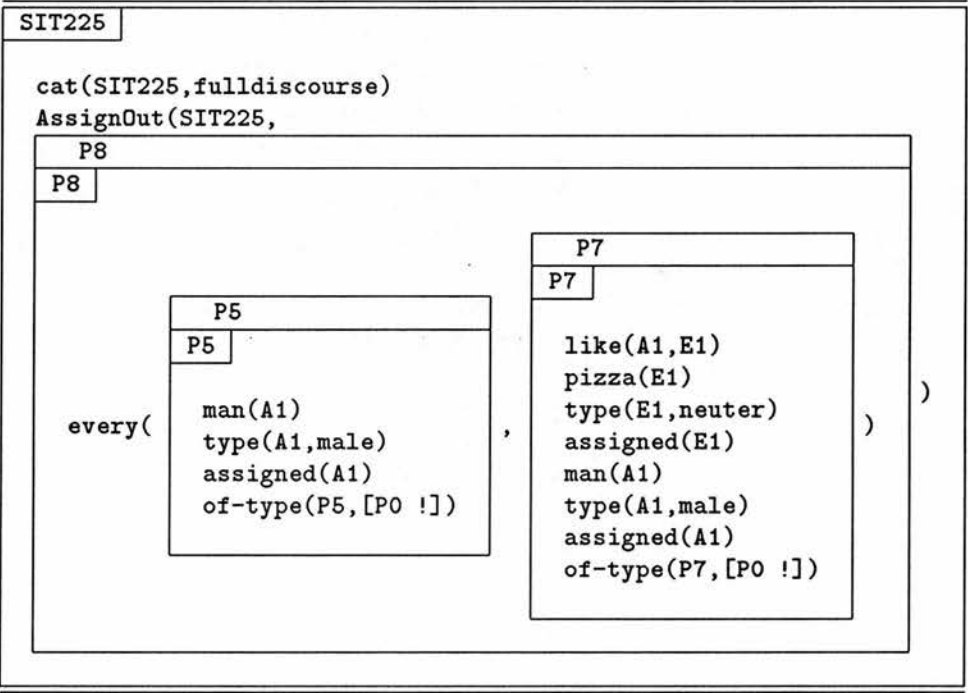 SIT225
cat(SIT225,fulldiscourse)
AssignOut(SIT225,
P8
P8
every(
P5
P5
man(A1)
type(A1,male)
assigned(A1)
of-type(P5,[P0 !])
,
P7
P7
like(A1,E1)
pizza(E1)
type(E1,neuter)
assigned(E1)
man(A1)
type(A1,male)
assigned(A1)
of-type(P7,[P0 !])
)
)